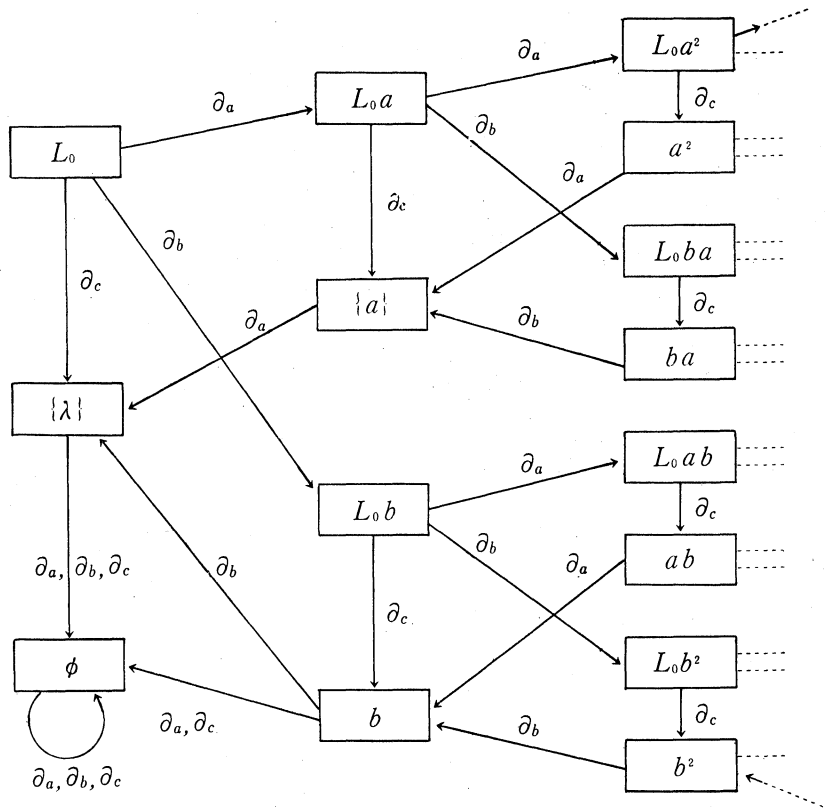 L₀a²
∂a
∂c
L₀a
∂a
L₀
∂b
a²
∂a
∂c
∂b
L₀ba
∂c
∂c
{a}
∂a
∂b
ba
{λ}
L₀ab
∂a
∂c
L₀b
∂b
ab
∂a, ∂b, ∂c
∂b
∂a
∂c
L₀b²
φ
∂c
∂a, ∂c
b
∂b
b²
∂a, ∂b, ∂c